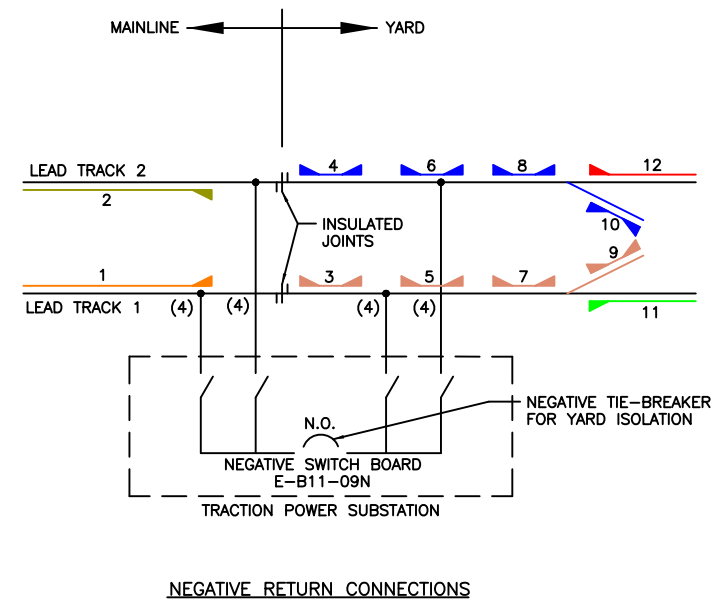 MAINLINE YARD
4 6 8 12
LEAD TRACK 2
2
10
INSULATED
JOINTS
9
1 3 5 7
LEAD TRACK 1 (4) (4) (4) (4) 11
N.O.
NEGATIVE TIE-BREAKER
FOR YARD ISOLATION
NEGATIVE SWITCH BOARD
E-B11-09N
TRACTION POWER SUBSTATION
NEGATIVE RETURN CONNECTIONS